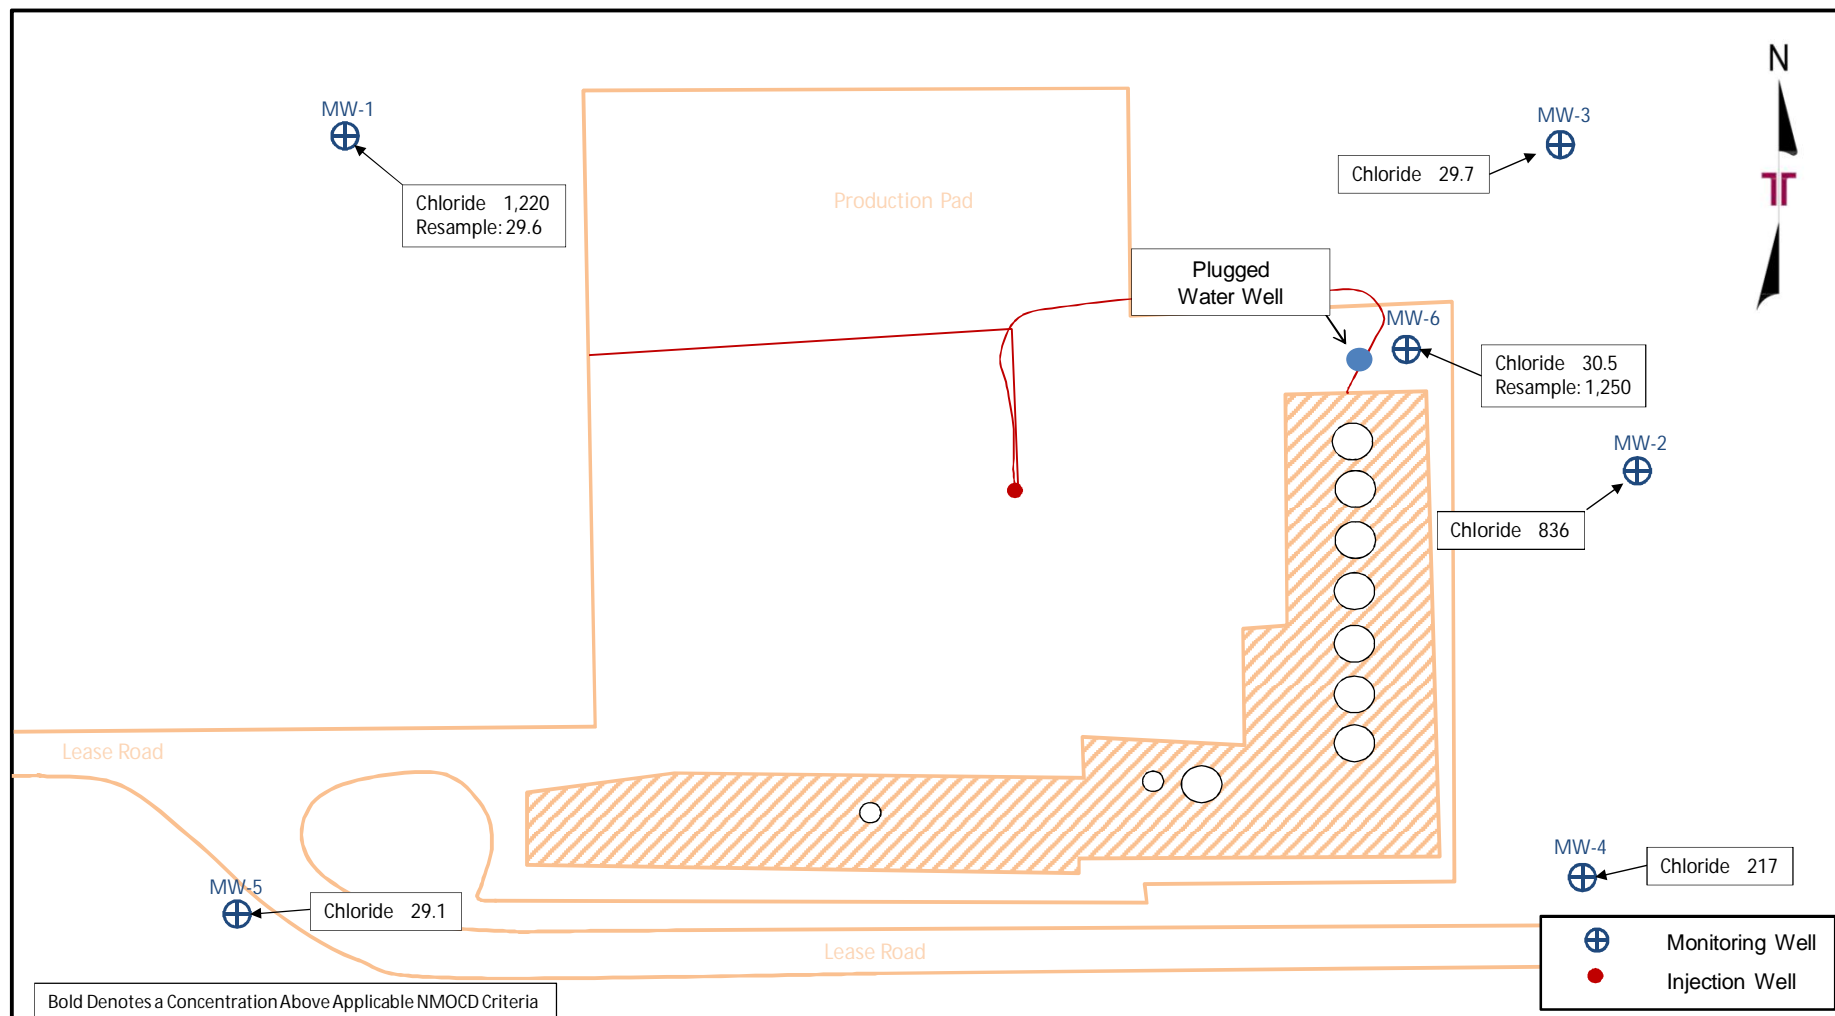 N
MW-1
MW-3
Chloride 29.7
Chloride 1,220
Resample: 29.6
Production Pad
Plugged
Water Well
MW-6
Chloride 30.5
Resample: 1,250
MW-2
Chloride 836
Lease Road
MW-4
Chloride 217
MW-5
Chloride 29.1
Lease Road
Monitoring Well
Injection Well
Bold Denotes a Concentration Above Applicable NMOCD Criteria